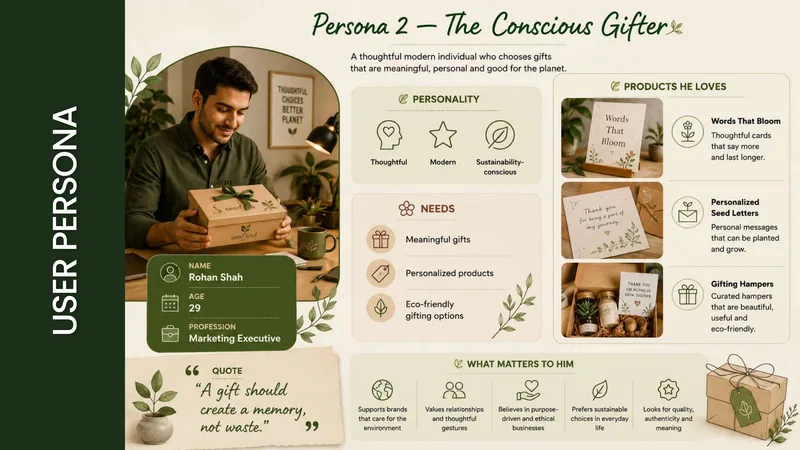 USER PERSONA
Persona 2 — The Conscious Gifter
A thoughtful modern individual who chooses gifts
that are meaningful, personal and good for the planet.
THOUGHTFUL
CHOICES
BETTER
PLANET
seed soul
NAME
Rohan Shah
AGE
29
PROFESSION
Marketing Executive
QUOTE
“A gift should
create a memory,
not waste.”
PERSONALITY
Thoughtful
Modern
Sustainability-
conscious
NEEDS
Meaningful gifts
Personalized products
Eco-friendly
gifting options
PRODUCTS HE LOVES
Words
That
Bloom
Words That Bloom
Thoughtful cards
that say more
and last longer.
Thank you
for being a part of
my journey.
Personalized
Seed Letters
Personal messages
that can be planted
and grow.
THANK YOU
Gifting Hampers
Curated hampers
that are beautiful,
useful and
eco-friendly.
WHAT MATTERS TO HIM
Supports brands
that care for the
environment
Values relationships
and thoughtful
gestures
Believes in purpose-
driven and ethical
businesses
Prefers sustainable
choices in everyday
life
Looks for quality,
authenticity and
meaning